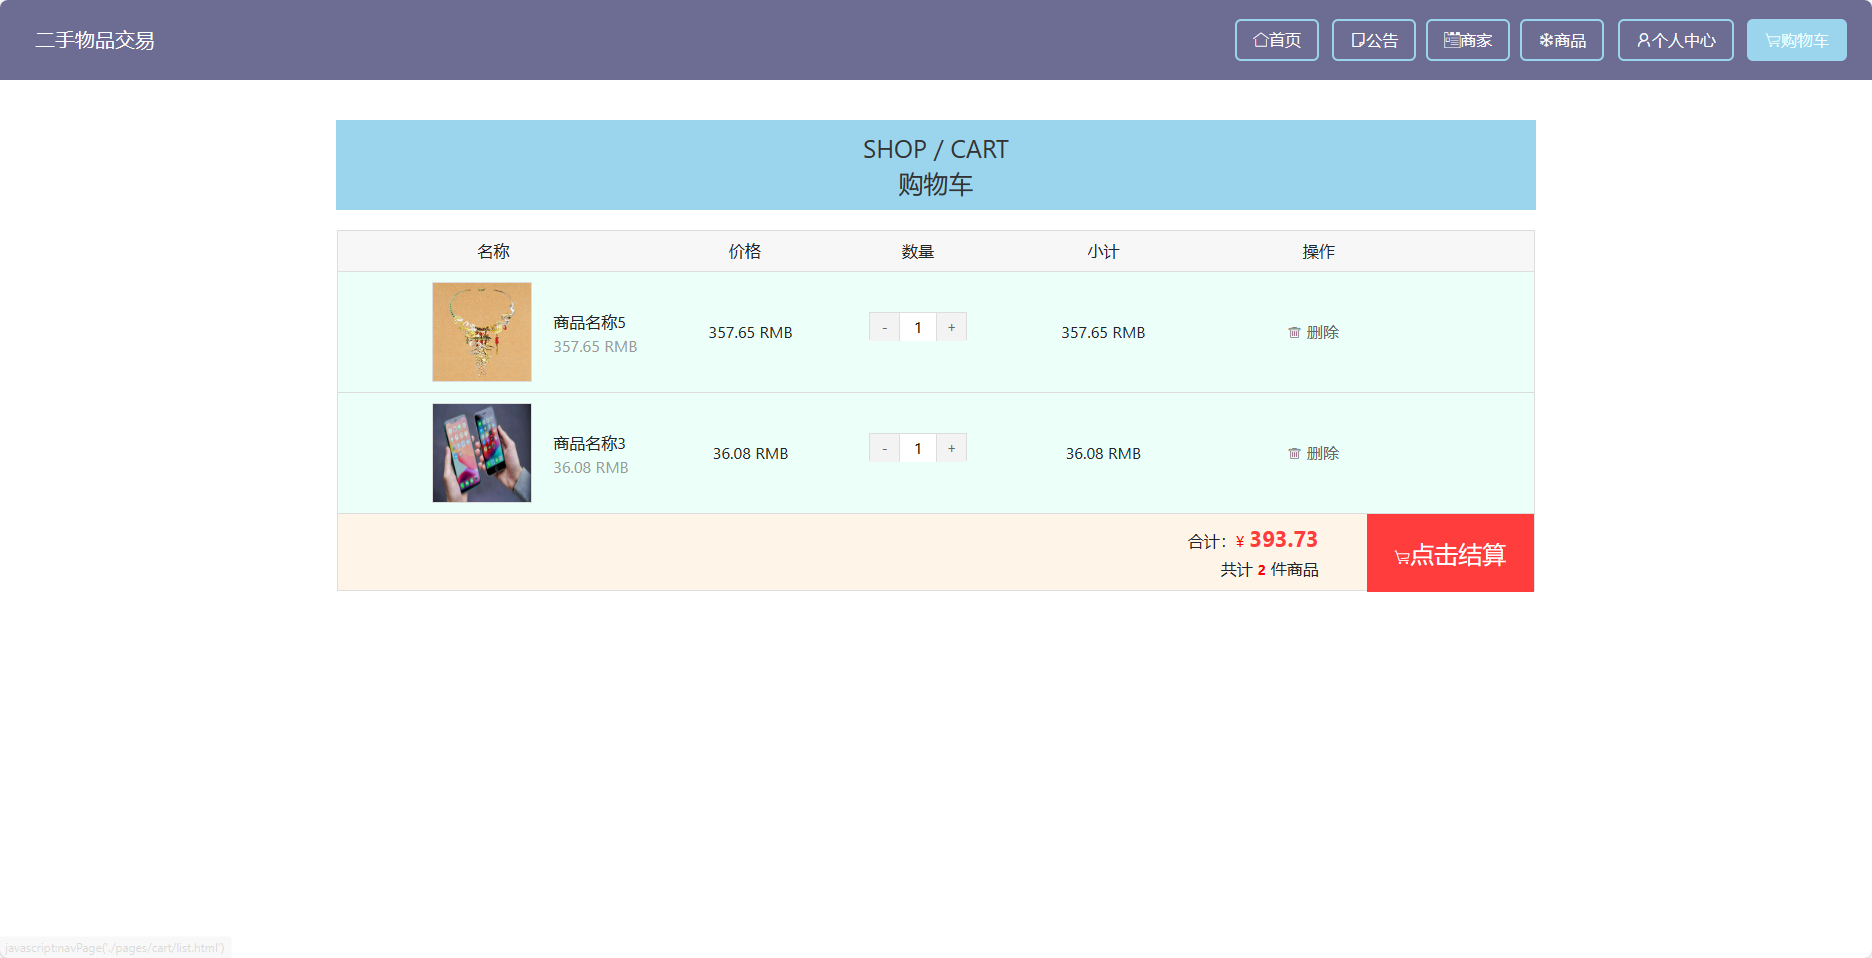 二手物品交易
首页
公告
商家
商品
个人中心
购物车
SHOP / CART
购物车
名称 价格 数量 小计 操作
商品名称5
357.65 RMB
357.65 RMB
- 1 +
357.65 RMB
删除
商品名称3
36.08 RMB
36.08 RMB
- 1 +
36.08 RMB
删除
合计：¥ 393.73
共计 2 件商品
点击结算
javascript:navPage('./pages/cart/list.html')